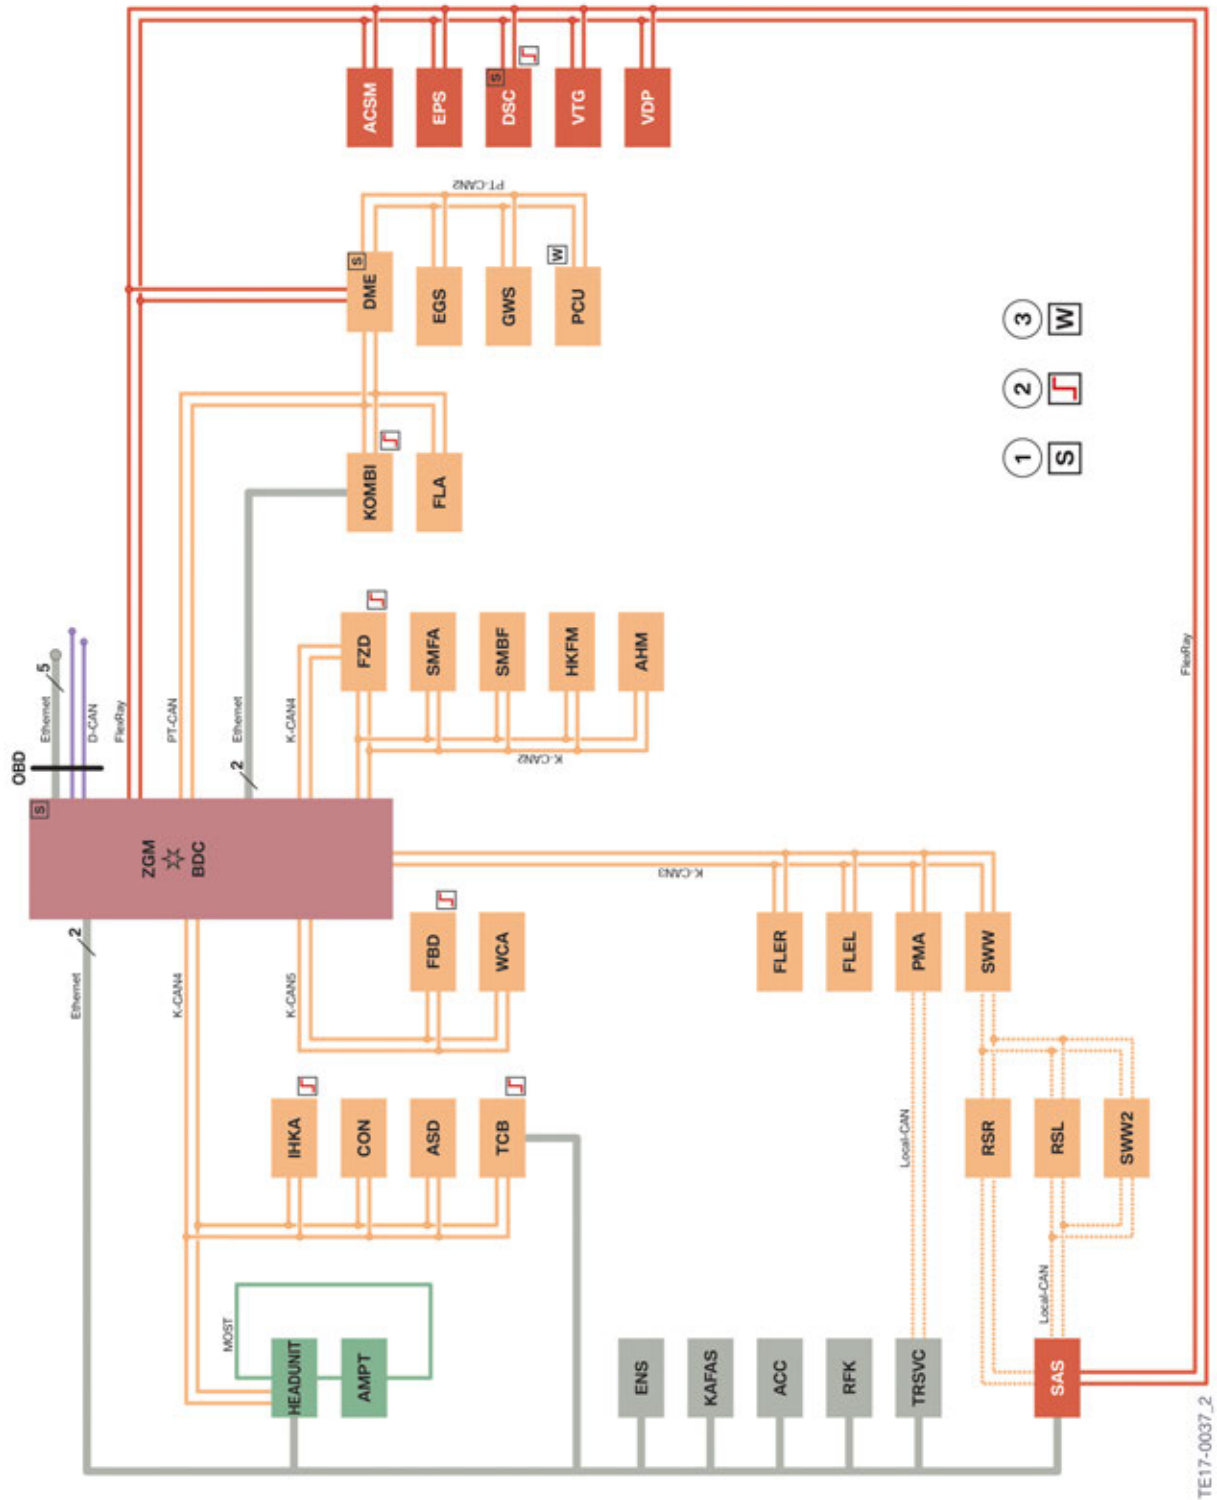 OBD
S
Ethernet
5
Ethernet
2
D-CAN
FlexRay
ZGM
BDC
K-CAN4
PT-CAN
MOST
Ethernet
2
K-CAN5
K-CAN4
HEADUNIT
IHKA
AMPT
CON
FZD
KOMBI
DME
S
ACSM
ASD
FBD
SMFA
FLA
EGS
EPS
PT-CAN2
TCB
WCA
SMBF
GWS
DSC
S
K-CAN2
HKFM
PCU
W
VTG
ENS
AHM
VDP
K-CAN3
KAFAS
ACC
FLER
RFK
FLEL
Local-CAN
TRSVC
PMA
RSR
SWW
1
2
3
Local-CAN
SAS
RSL
S
W
SWW2
FlexRay
TE17-0037_2